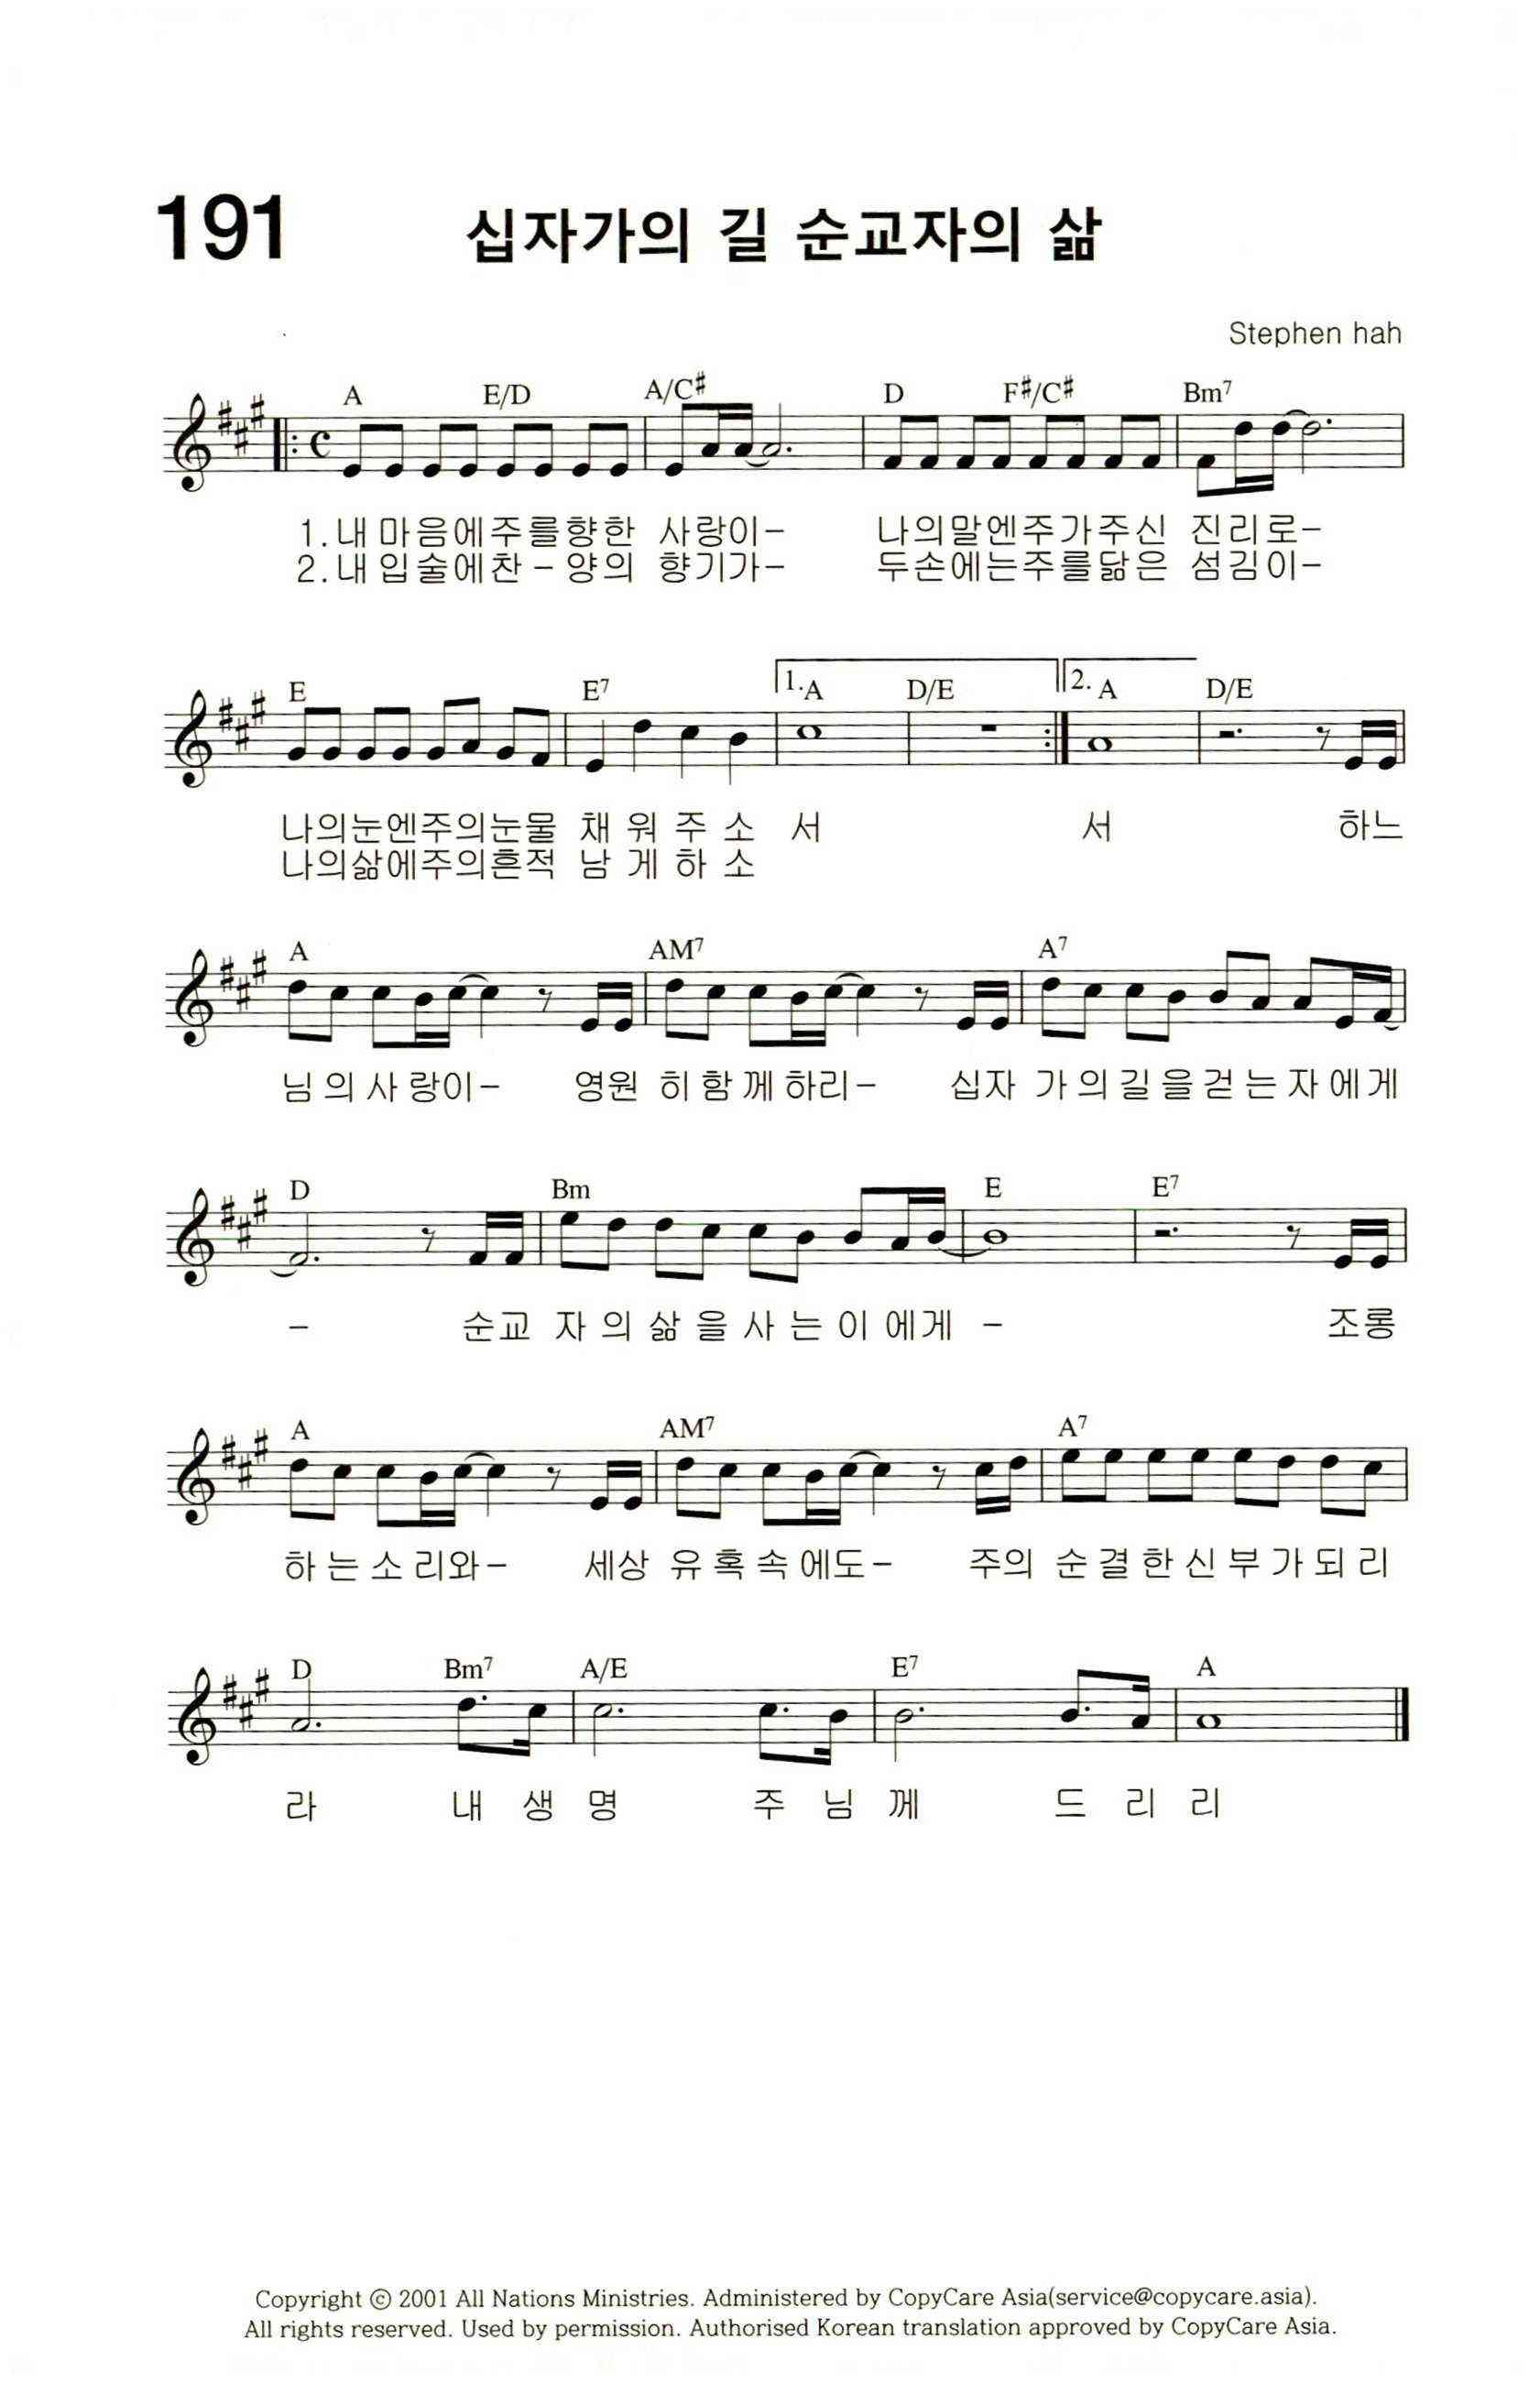 191 십자가의 길 순교자의 삶
Stephen hah
A E/D A/C♯ D F♯/C♯ Bm7
1.내 마음에주를향한 사랑이- 나의말엔주가주신 진리로-
2.내입술에찬-양의 향기가- 두손에는주를닮은 섬김이-
E E7 1. A D/E 2. A D/E
나의눈엔주의눈물 채 워 주 소 서 서 하느
나의삶에주의흔적 남 게 하 소
A AM7 A7
님 의 사 랑이- 영원 히 함 께 하리- 십자 가 의 길 을 걷 는 자 에 게
D Bm E E7
- 순교 자 의 삶 을 사 는 이 에게 - 조롱
A AM7 A7
하 는 소 리와- 세상 유 혹 속 에도- 주의 순 결 한 신 부 가 되 리
D Bm7 A/E E7 A
라 내 생 명 주 님 께 드 리 리
Copyright ⓒ 2001 All Nations Ministries. Administered by CopyCare Asia(service@copycare.asia).
All rights reserved. Used by permission. Authorised Korean translation approved by CopyCare Asia.